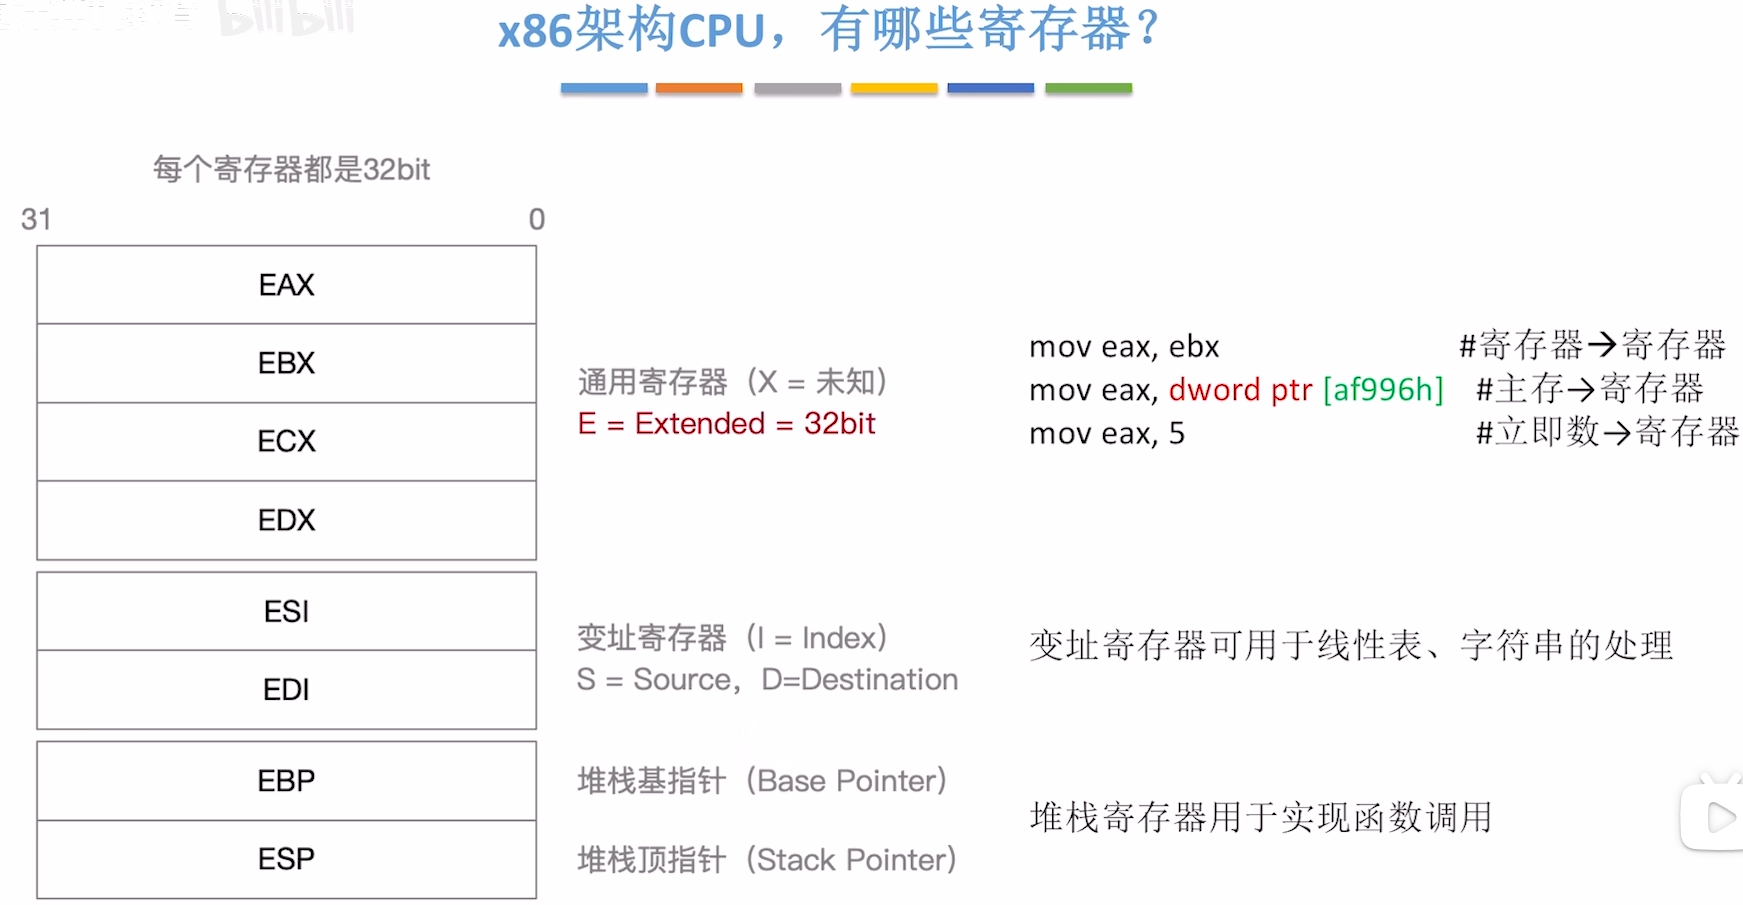 bilibili
x86架构CPU，有哪些寄存器？
每个寄存器都是32bit
31 0
EAX
EBX
ECX
EDX
通用寄存器（X = 未知）
E = Extended = 32bit
mov eax, ebx #寄存器→寄存器
mov eax, dword ptr [af996h] #主存→寄存器
mov eax, 5 #立即数→寄存器
ESI
EDI
变址寄存器（I = Index）
S = Source，D=Destination
变址寄存器可用于线性表、字符串的处理
EBP
堆栈基指针（Base Pointer）
ESP
堆栈顶指针（Stack Pointer）
堆栈寄存器用于实现函数调用